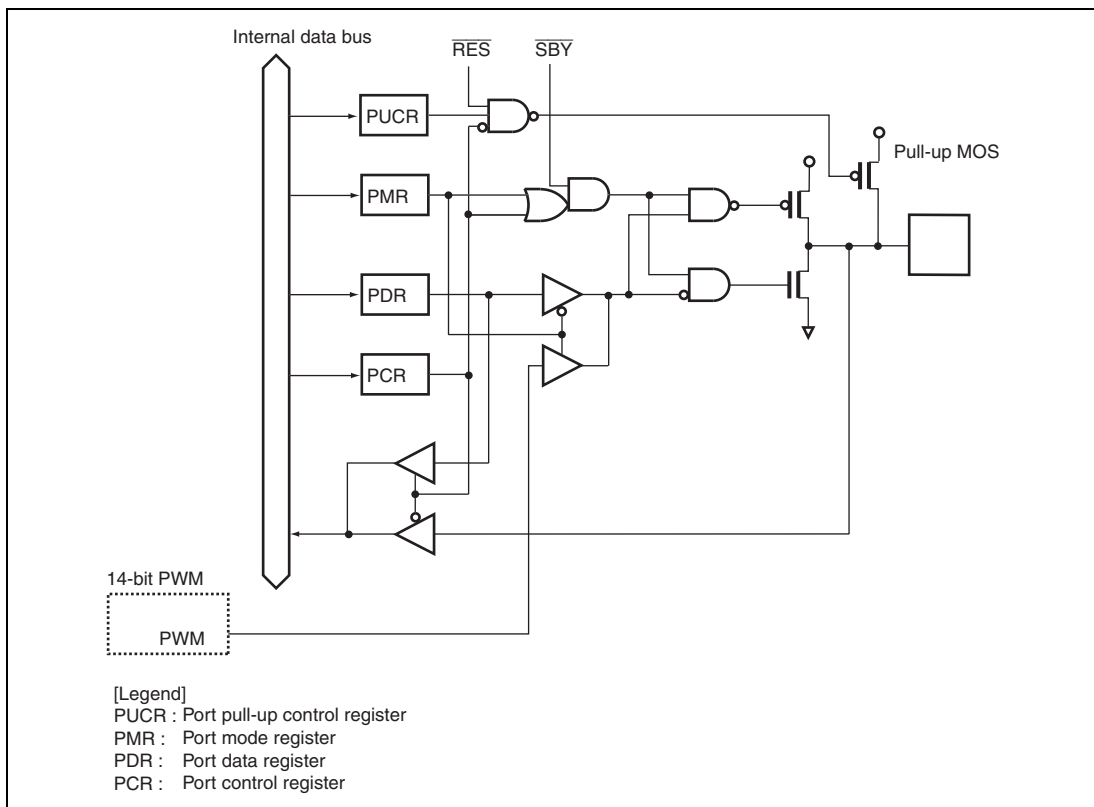 Internal data bus
RES
SBY
PUCR
Pull-up MOS
PMR
PDR
PCR
14-bit PWM
PWM
[Legend]
PUCR : Port pull-up control register
PMR : Port mode register
PDR : Port data register
PCR : Port control register